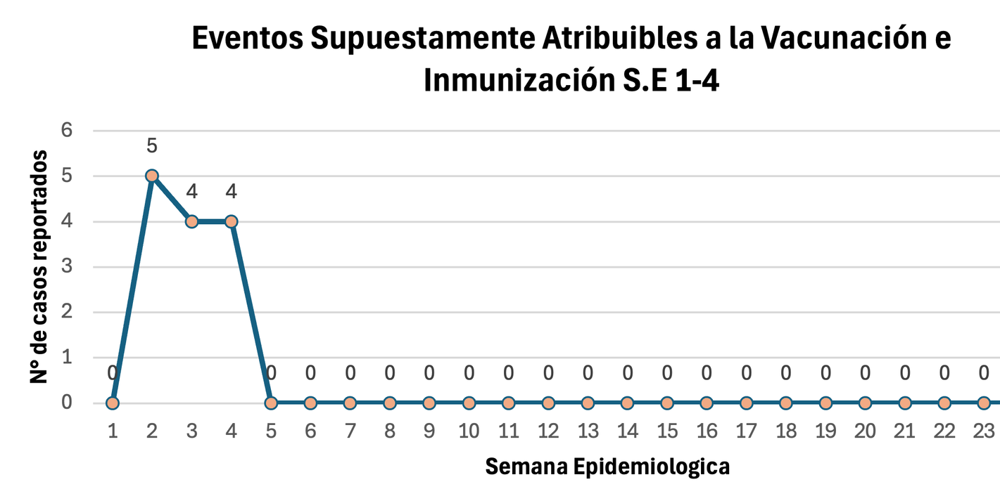 Eventos Supuestamente Atribuibles a la Vacunación e
Inmunización S.E 1-4
N° de casos reportados
6
5
4
3
2
1
0
0 5 4 4 0 0 0 0 0 0 0 0 0 0 0 0 0 0 0 0 0 0 0
1 2 3 4 5 6 7 8 9 10 11 12 13 14 15 16 17 18 19 20 21 22 23
Semana Epidemiologica